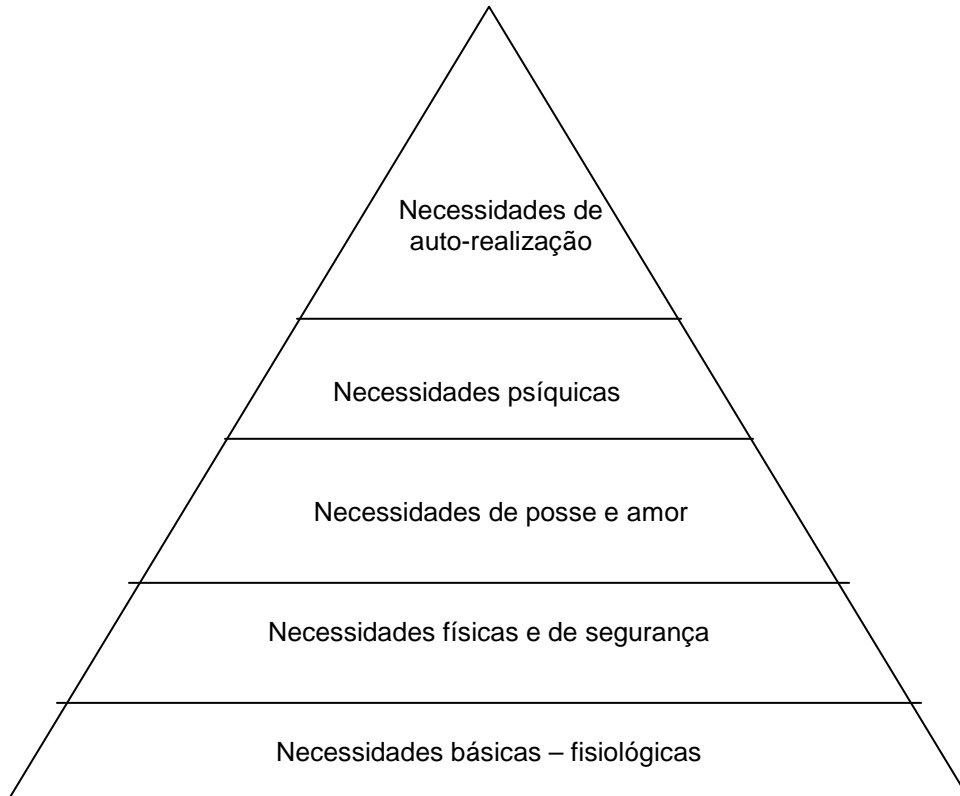 Necessidades de
auto-realização
Necessidades psíquicas
Necessidades de posse e amor
Necessidades físicas e de segurança
Necessidades básicas – fisiológicas